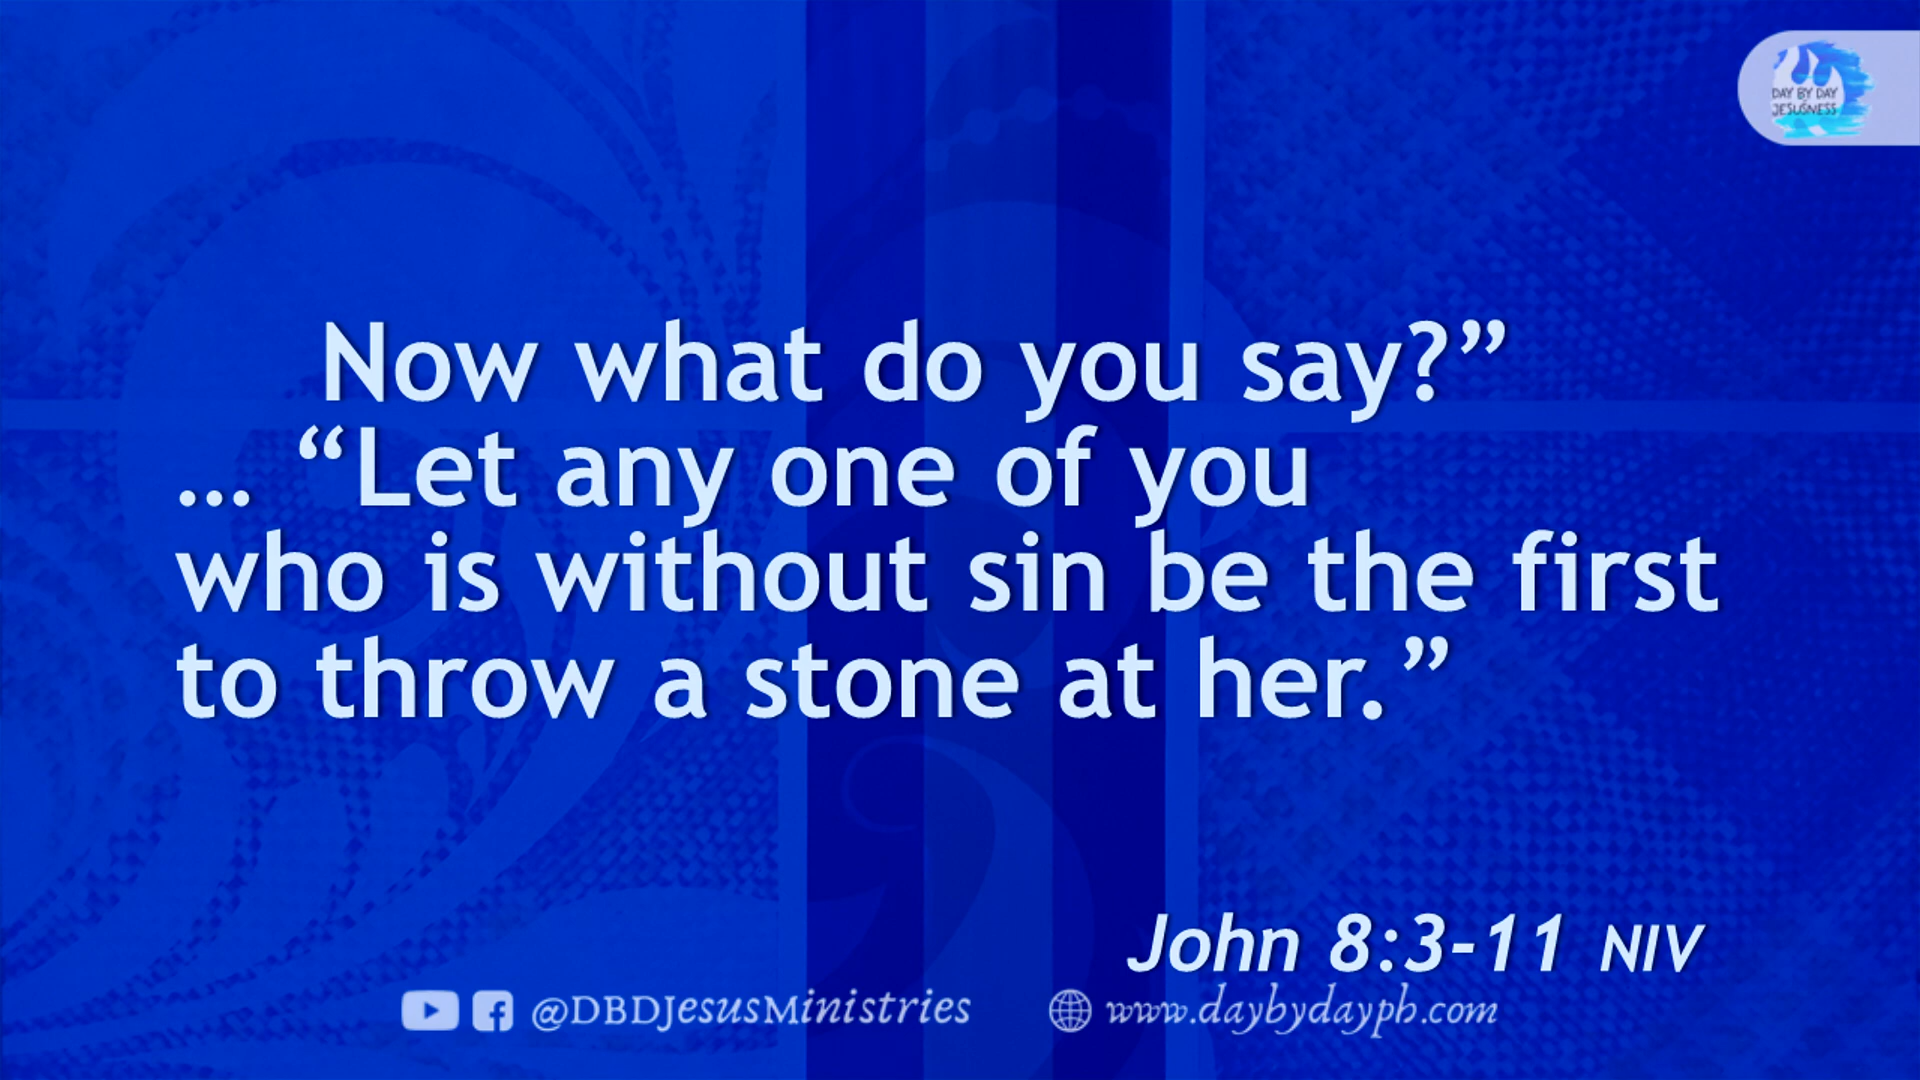 DAY BY DAY
JESUSNESS
Now what do you say?”
... “Let any one of you
who is without sin be the first
to throw a stone at her.”
John 8:3-11 NIV
@DBDJesusMinistries www.daybydayph.com